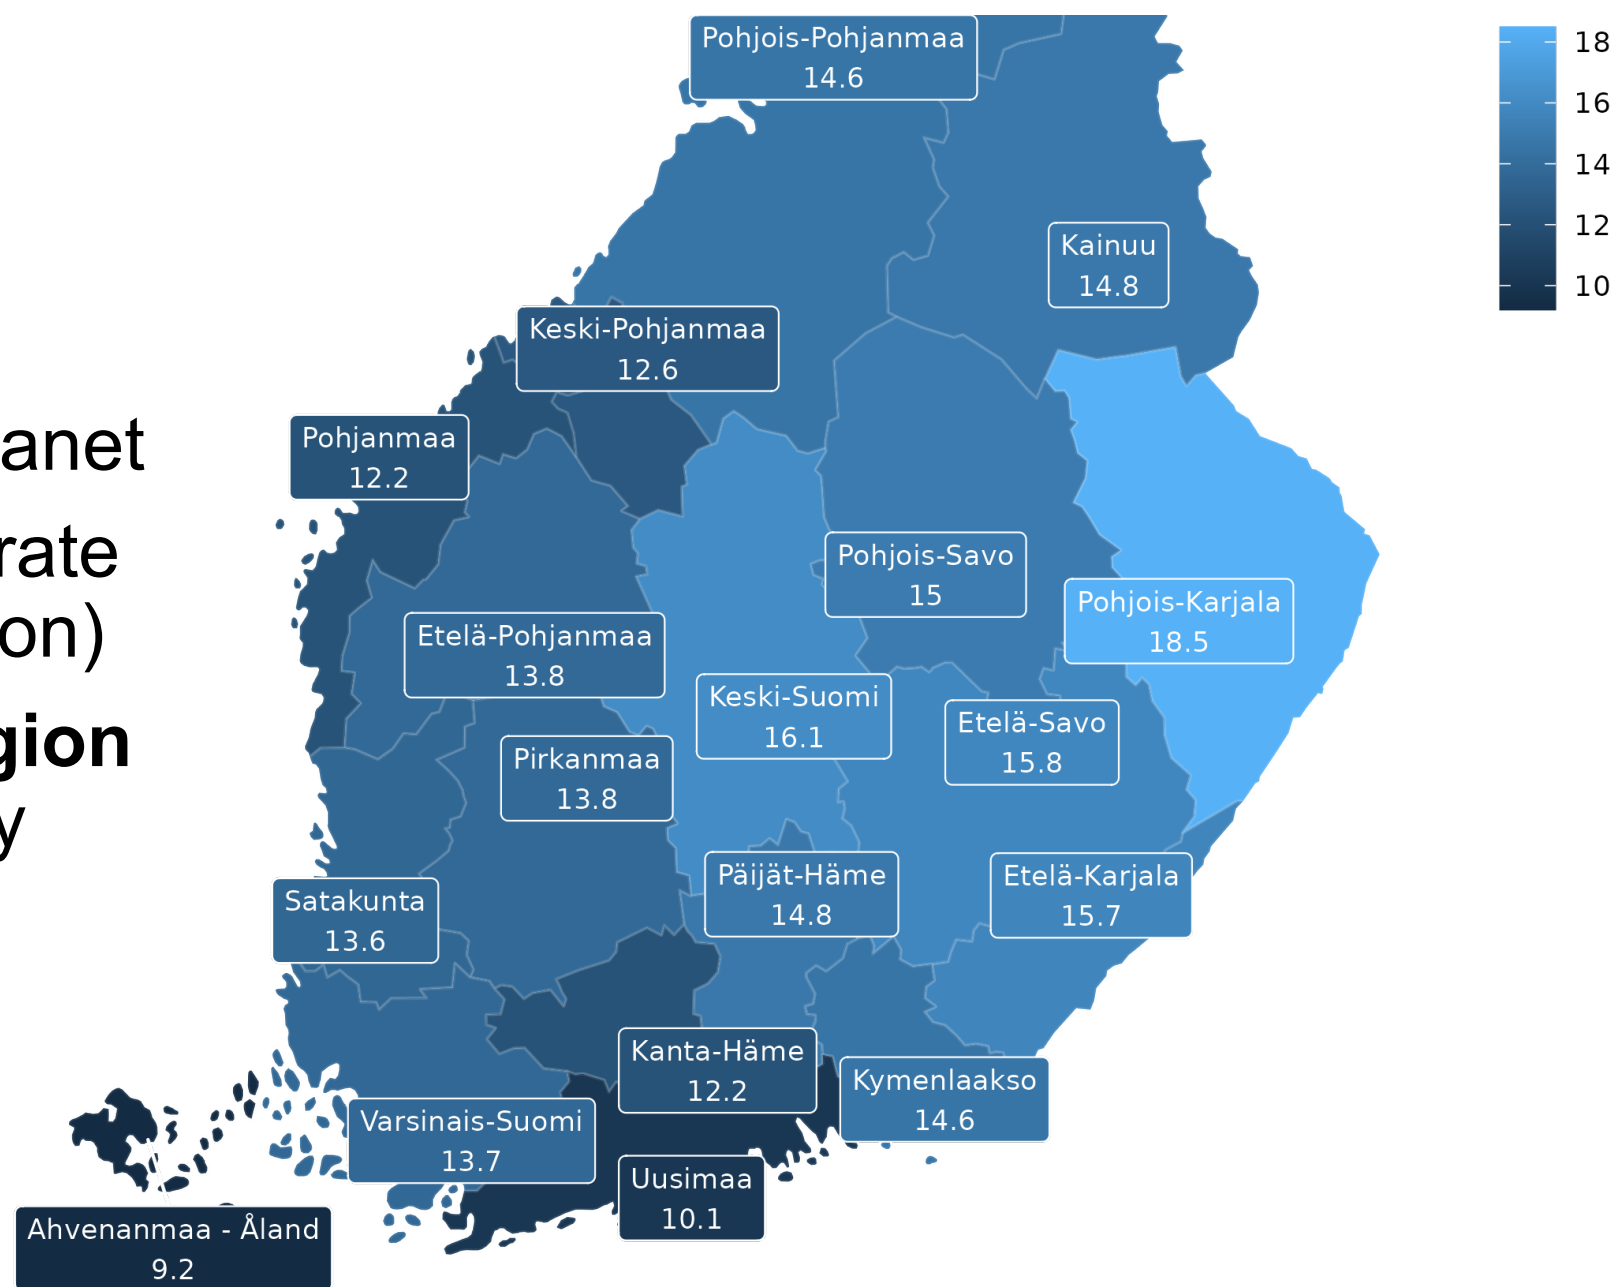 anet
rate
on)
gion
y
Pohjois-Pohjanmaa
14.6
Kainuu
14.8
Keski-Pohjanmaa
12.6
Pohjanmaa
12.2
Pohjois-Savo
15
Pohjois-Karjala
18.5
Etelä-Pohjanmaa
13.8
Keski-Suomi
16.1
Etelä-Savo
15.8
Pirkanmaa
13.8
Päijät-Häme
14.8
Etelä-Karjala
15.7
Satakunta
13.6
Kanta-Häme
12.2
Kymenlaakso
14.6
Varsinais-Suomi
13.7
Uusimaa
10.1
Ahvenanmaa - Åland
9.2
18
16
14
12
10